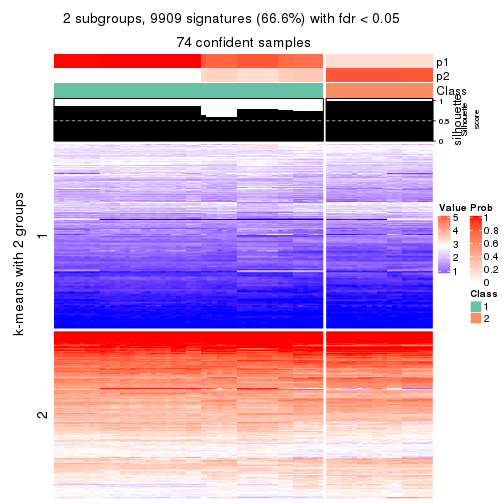 2 subgroups, 9909 signatures (66.6%) with fdr < 0.05
74 confident samples
p1
p2
Class
1
0.5
0
silhouette
Silhouette
score
k-means with 2 groups
1
2
Value
5
4
3
2
1
Prob
1
0.8
0.6
0.4
0.2
0
Class
1
2